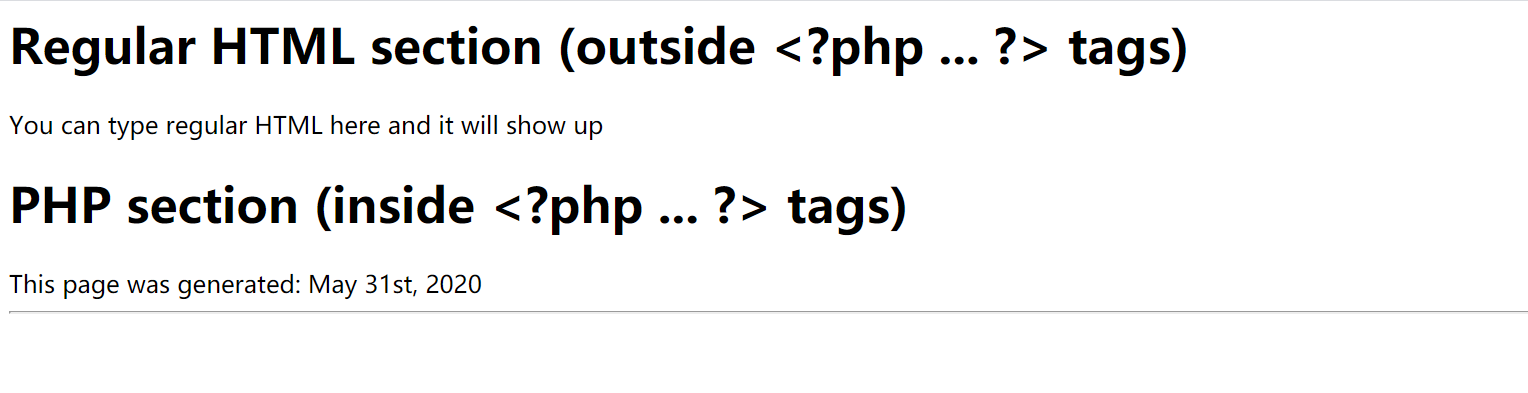 Regular HTML section (outside <?php ... ?> tags)
You can type regular HTML here and it will show up
PHP section (inside <?php ... ?> tags)
This page was generated: May 31st, 2020